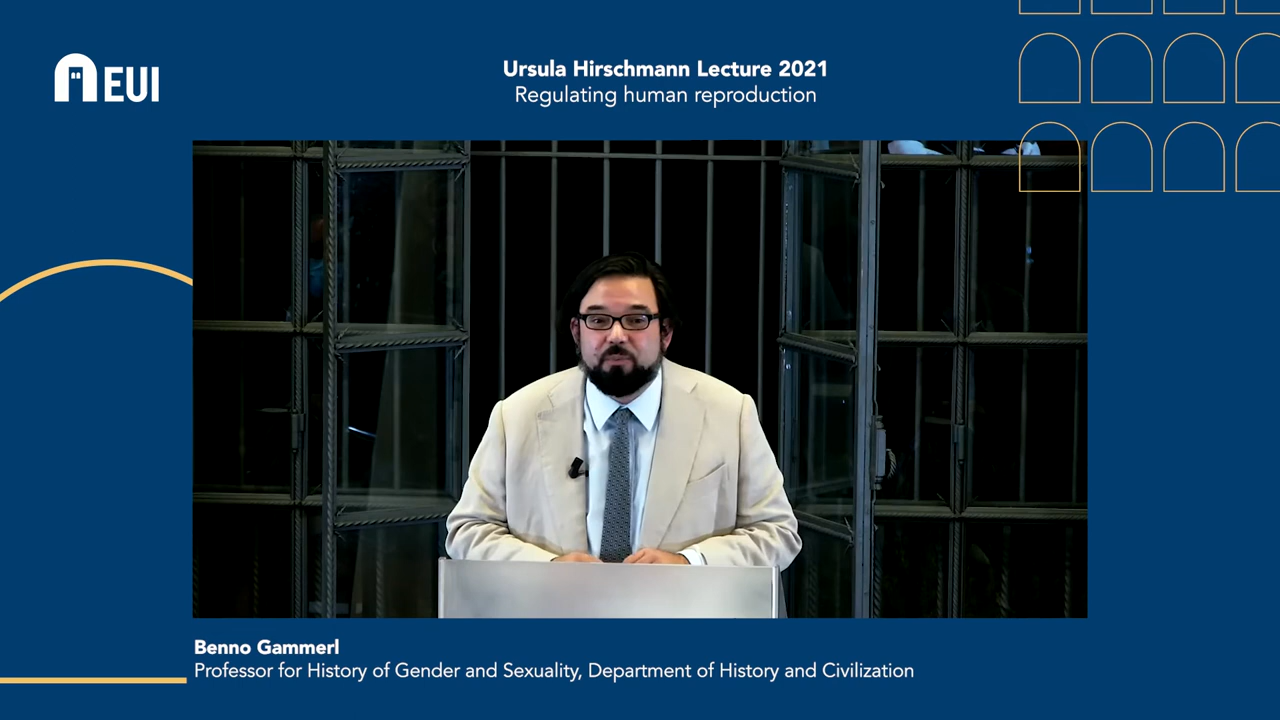 EUI
Ursula Hirschmann Lecture 2021
Regulating human reproduction
Benno Gammerl
Professor for History of Gender and Sexuality, Department of History and Civilization